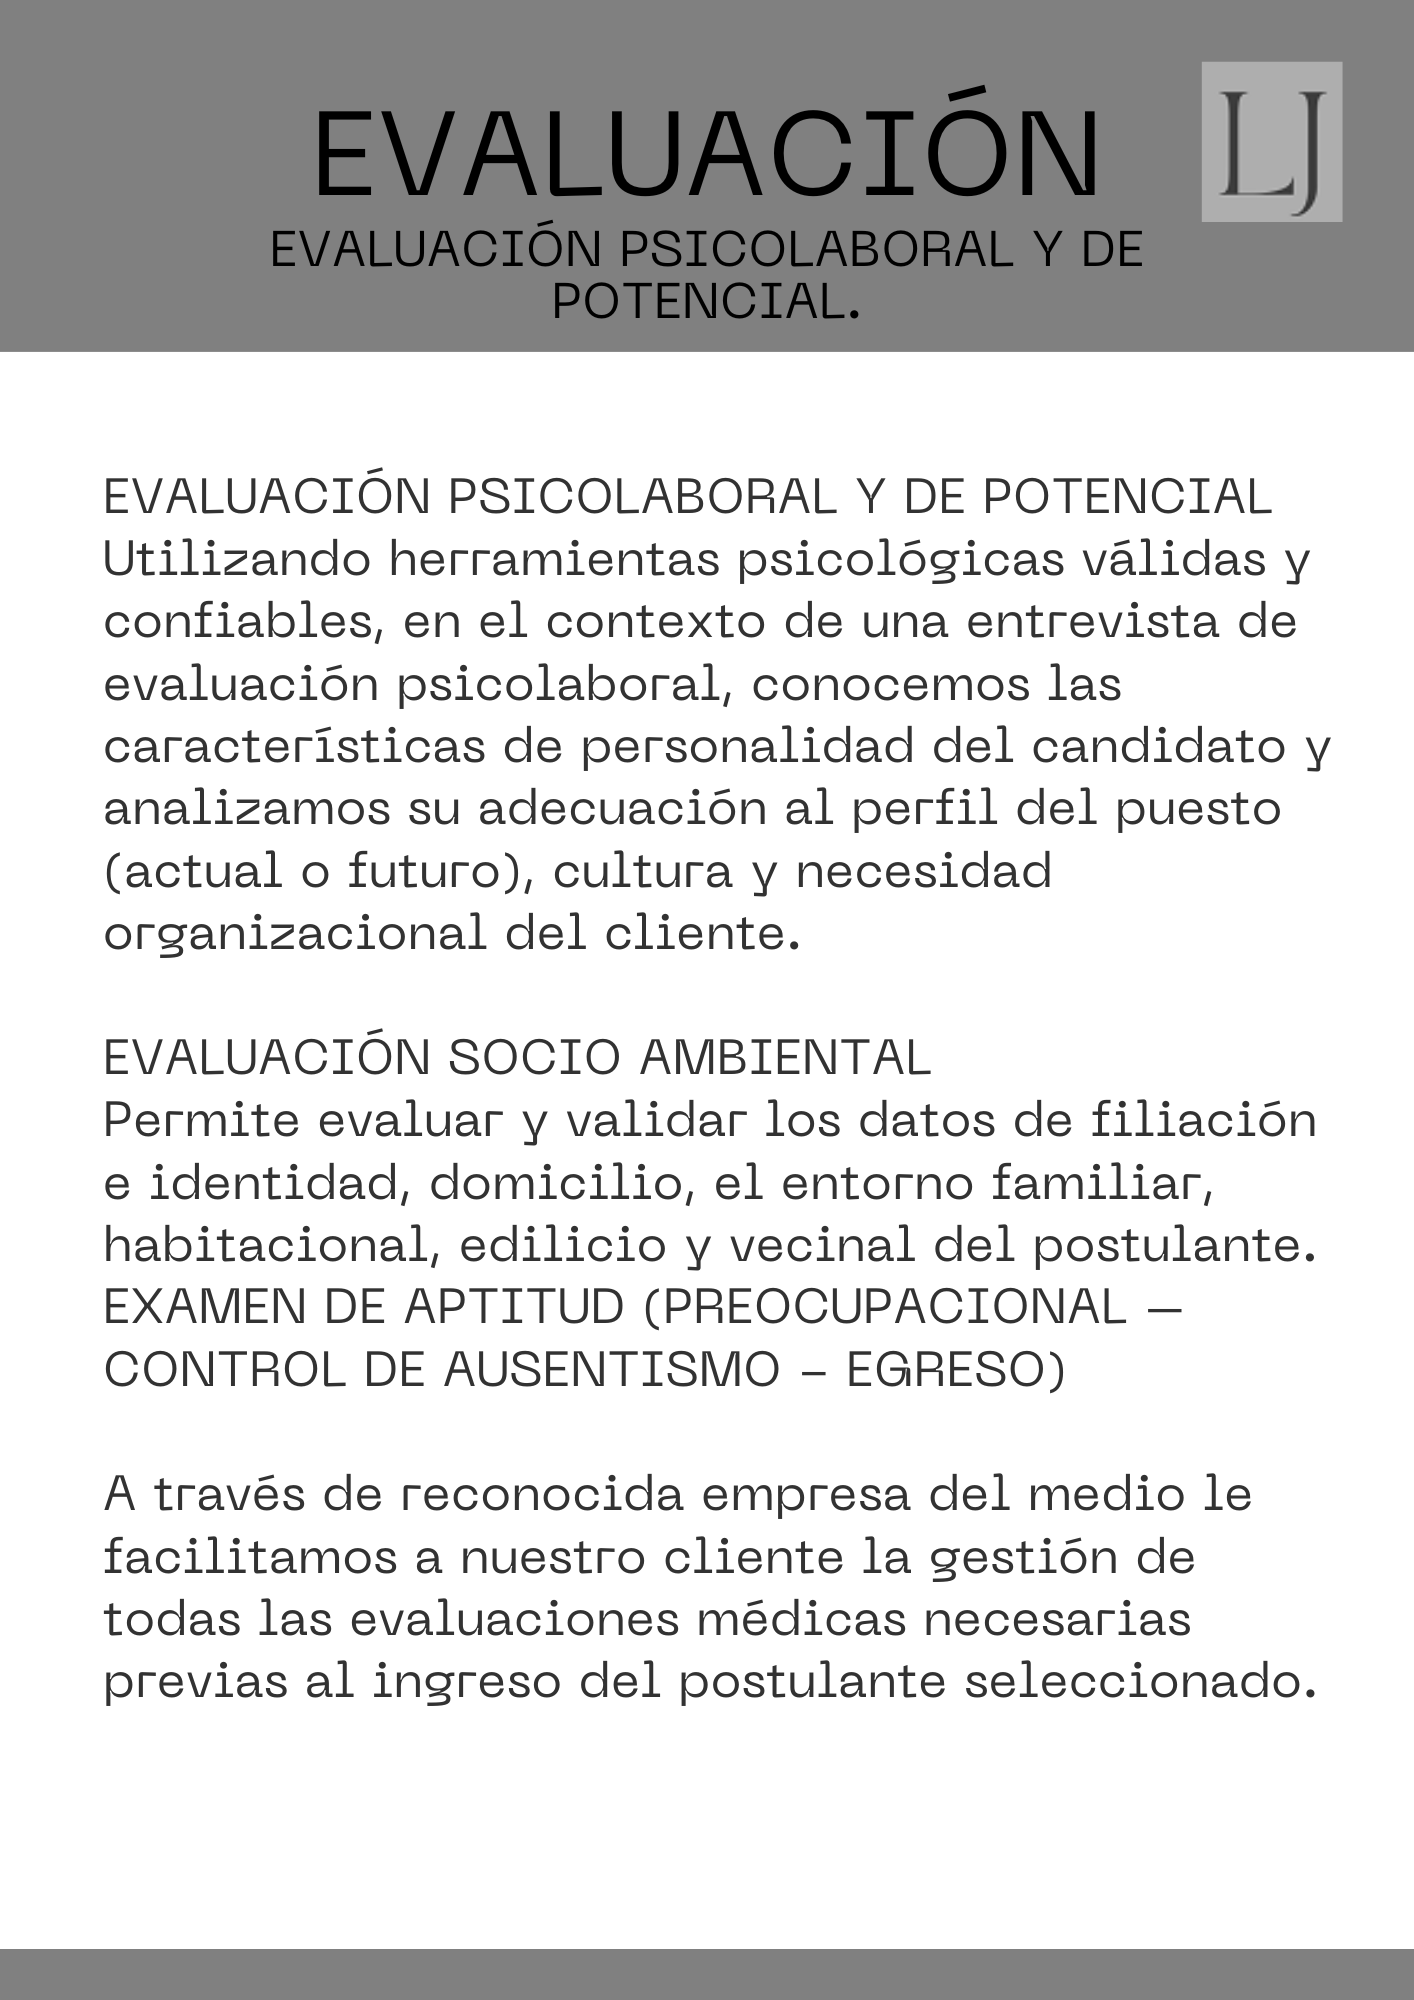 EVALUACIÓN
LJ
EVALUACIÓN PSICOLABORAL Y DE
POTENCIAL.
EVALUACIÓN PSICOLABORAL Y DE POTENCIAL
Utilizando herramientas psicológicas válidas y
confiables, en el contexto de una entrevista de
evaluación psicolaboral, conocemos las
características de personalidad del candidato y
analizamos su adecuación al perfil del puesto
(actual o futuro), cultura y necesidad
organizacional del cliente.
EVALUACIÓN SOCIO AMBIENTAL
Permite evaluar y validar los datos de filiación
e identidad, domicilio, el entorno familiar,
habitacional, edilicio y vecinal del postulante.
EXAMEN DE APTITUD (PREOCUPACIONAL —
CONTROL DE AUSENTISMO – EGRESO)
A través de reconocida empresa del medio le
facilitamos a nuestro cliente la gestión de
todas las evaluaciones médicas necesarias
previas al ingreso del postulante seleccionado.